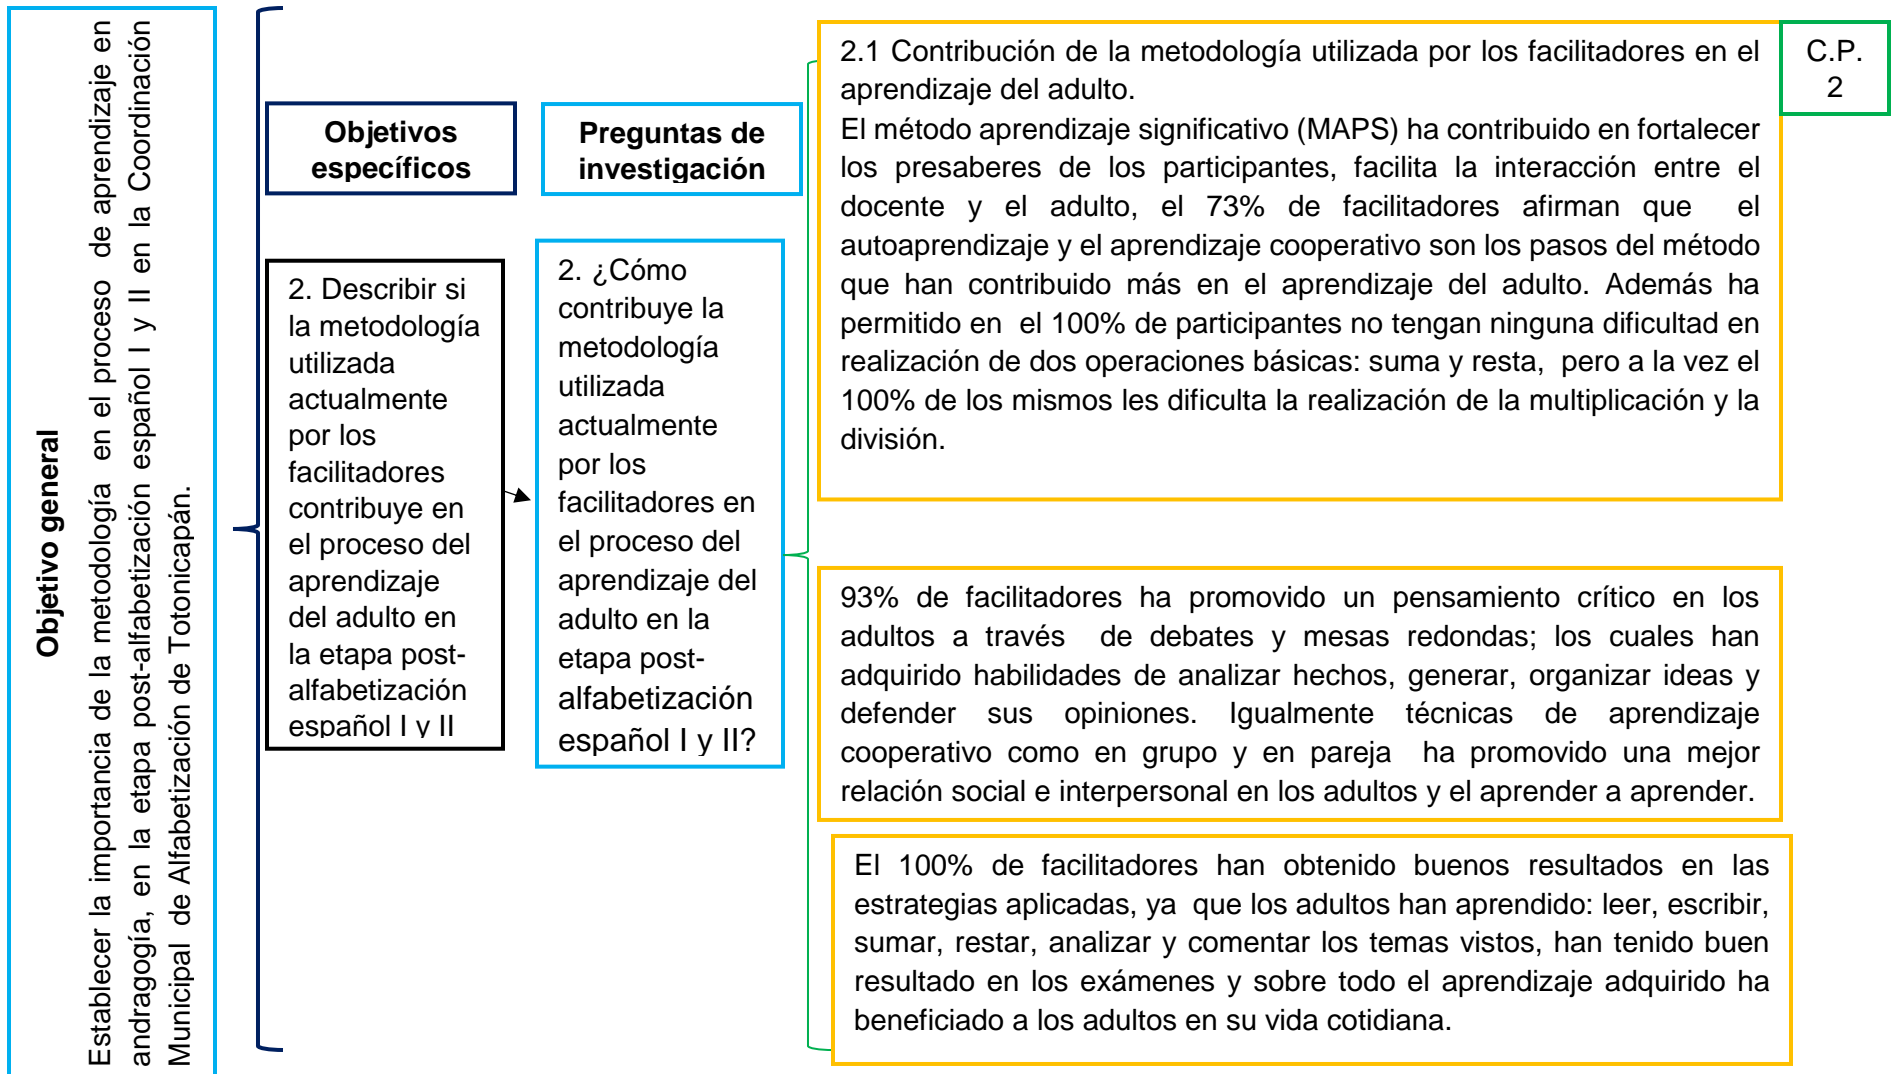 Objetivo general
Establecer la importancia de la metodología en el proceso de aprendizaje en
andragogía, en la etapa post-alfabetización español I y II en la Coordinación
Municipal de Alfabetización de Totonicapán.
Objetivos
específicos
Preguntas de
investigación
2. Describir si
la metodología
utilizada
actualmente
por los
facilitadores
contribuye en
el proceso del
aprendizaje
del adulto en
la etapa post-
alfabetización
español I y II
2. ¿Cómo
contribuye la
metodología
utilizada
actualmente
por los
facilitadores en
el proceso del
aprendizaje del
adulto en la
etapa post-
alfabetización
español I y II?
2.1 Contribución de la metodología utilizada por los facilitadores en el
aprendizaje del adulto.
El método aprendizaje significativo (MAPS) ha contribuido en fortalecer
los presaberes de los participantes, facilita la interacción entre el
docente y el adulto, el 73% de facilitadores afirman que el
autoaprendizaje y el aprendizaje cooperativo son los pasos del método
que han contribuido más en el aprendizaje del adulto. Además ha
permitido en el 100% de participantes no tengan ninguna dificultad en
realización de dos operaciones básicas: suma y resta, pero a la vez el
100% de los mismos les dificulta la realización de la multiplicación y la
división.
C.P.
2
93% de facilitadores ha promovido un pensamiento crítico en los
adultos a través de debates y mesas redondas; los cuales han
adquirido habilidades de analizar hechos, generar, organizar ideas y
defender sus opiniones. Igualmente técnicas de aprendizaje
cooperativo como en grupo y en pareja ha promovido una mejor
relación social e interpersonal en los adultos y el aprender a aprender.
El 100% de facilitadores han obtenido buenos resultados en las
estrategias aplicadas, ya que los adultos han aprendido: leer, escribir,
sumar, restar, analizar y comentar los temas vistos, han tenido buen
resultado en los exámenes y sobre todo el aprendizaje adquirido ha
beneficiado a los adultos en su vida cotidiana.